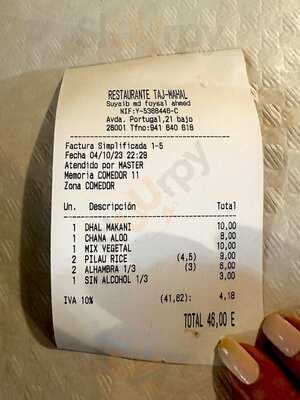 RESTAURANTE TAJ-MAHAL
Suyaib md foysal ahmed
NIF:Y-5388446-C
Avda. Portugal,21 bajo
26001 Tfno:941 640 618
Factura Simplificada 1-5
Fecha 04/10/23 22:29
Atendido por MASTER
Memoria COMEDOR 11
Zona COMEDOR
Un. Descripción Total
1 DHAL MAKANI 10,00
1 CHANA ALOO 8,00
1 MIX VEGETAL 10,00
2 PILAU RICE (4,5) 9,00
2 ALHAMBRA 1/3 (3) 6,00
1 SIN ALCOHOL 1/3 3,00
IVA 10% (41,82): 4,18
TOTAL 46,00 E